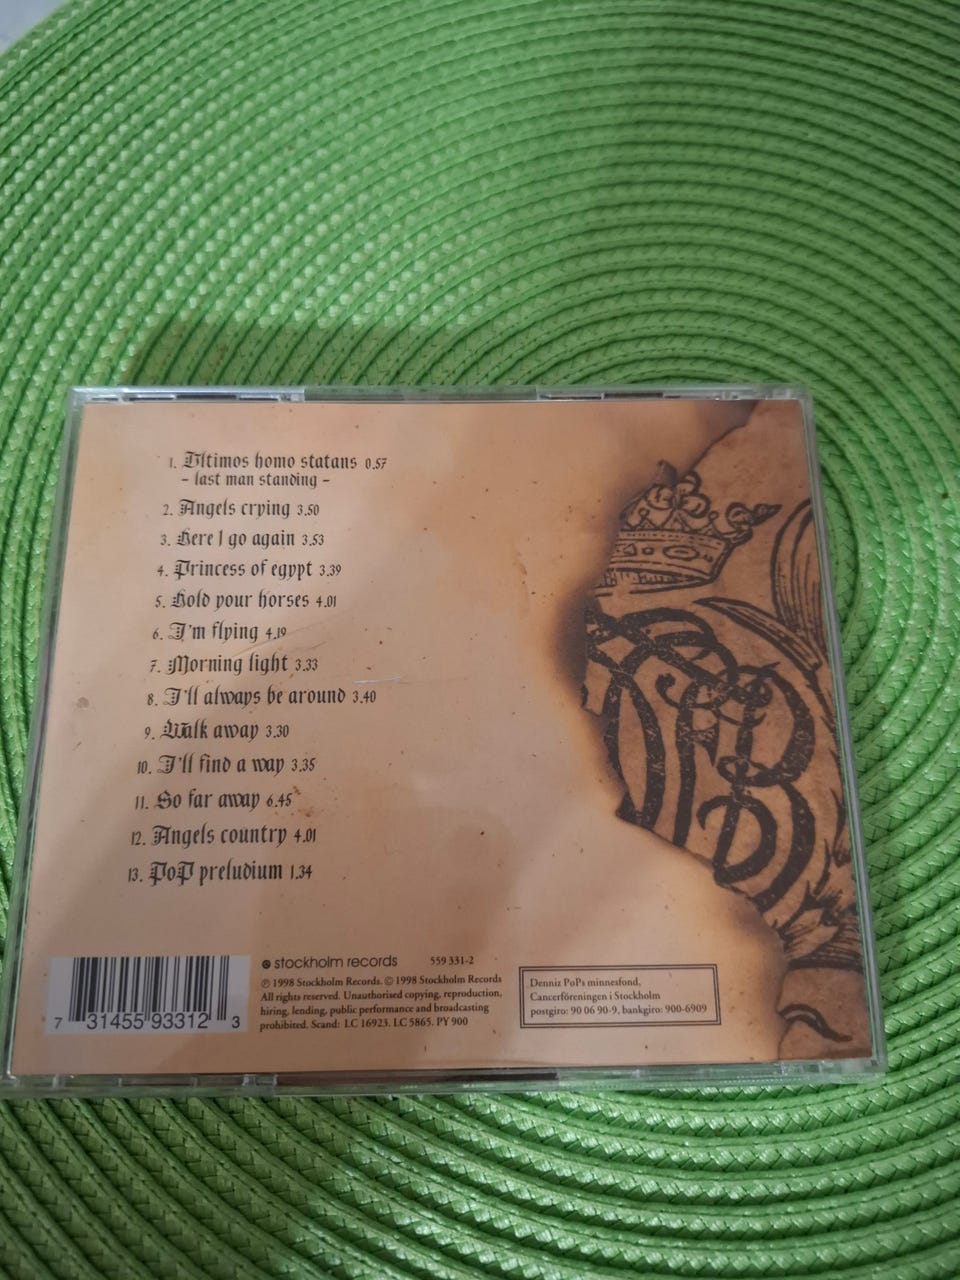 1. Ultimos homo statans 0.57
- last man standing -
2. Angels crying 3.50
3. Here I go again 3.53
4. Princess of egypt 3.39
5. Hold your horses 4.01
6. I'm flying 4.19
7. Morning light 3.33
8. I'll always be around 3.40
9. Walk away 3.30
10. I'll find a way 3.35
11. So far away 6.45
12. Angels country 4.01
13. PoP preludium 1.34
stockholm records 559 331-2
℗ 1998 Stockholm Records. © 1998 Stockholm Records
All rights reserved. Unauthorised copying, reproduction,
hiring, lending, public performance and broadcasting
prohibited. Scand: LC 16923. LC 5865. PY 900
7 31455 93312 3
Denniz PoPs minnesfond,
Cancerföreningen i Stockholm
postgiro: 90 06 90-9, bankgiro: 900-6909